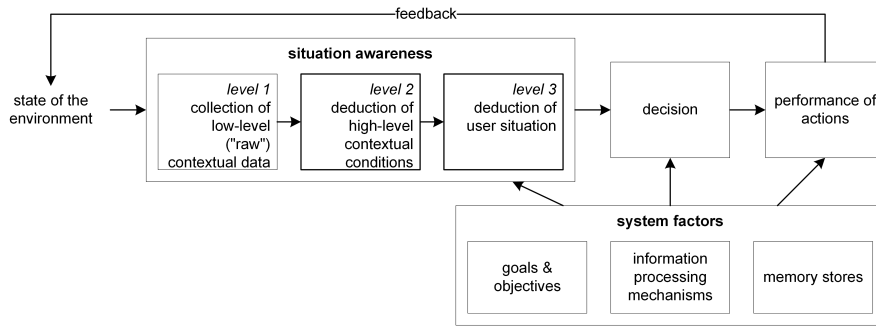 feedback
situation awareness
state of the
environment
level 1
collection of
low-level
("raw")
contextual data
level 2
deduction of
high-level
contextual
conditions
level 3
deduction of
user situation
decision
performance of
actions
system factors
goals &
objectives
information
processing
mechanisms
memory stores